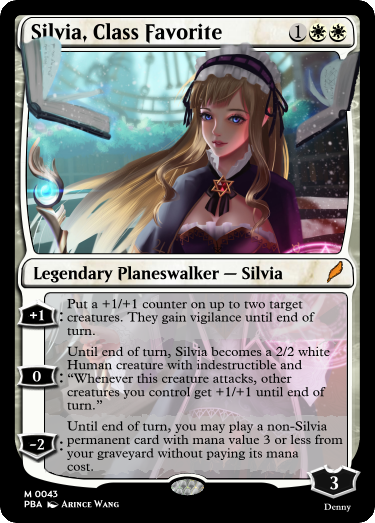 Silvia, Class Favorite 1
Legendary Planeswalker — Silvia
+1: Put a +1/+1 counter on up to two target
creatures. They gain vigilance until end of
turn.
0: Until end of turn, Silvia becomes a 2/2 white
Human creature with indestructible and
“Whenever this creature attacks, other
creatures you control get +1/+1 until end of
turn.”
-2: Until end of turn, you may play a non-Silvia
permanent card with mana value 3 or less from
your graveyard without paying its mana
cost.
3
M 0043
PBA Arince Wang
Denny